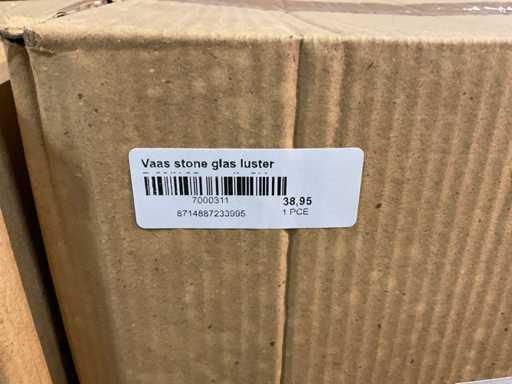 Vaas stone glas luster
7000311
38,95
8714887233995
1 PCE